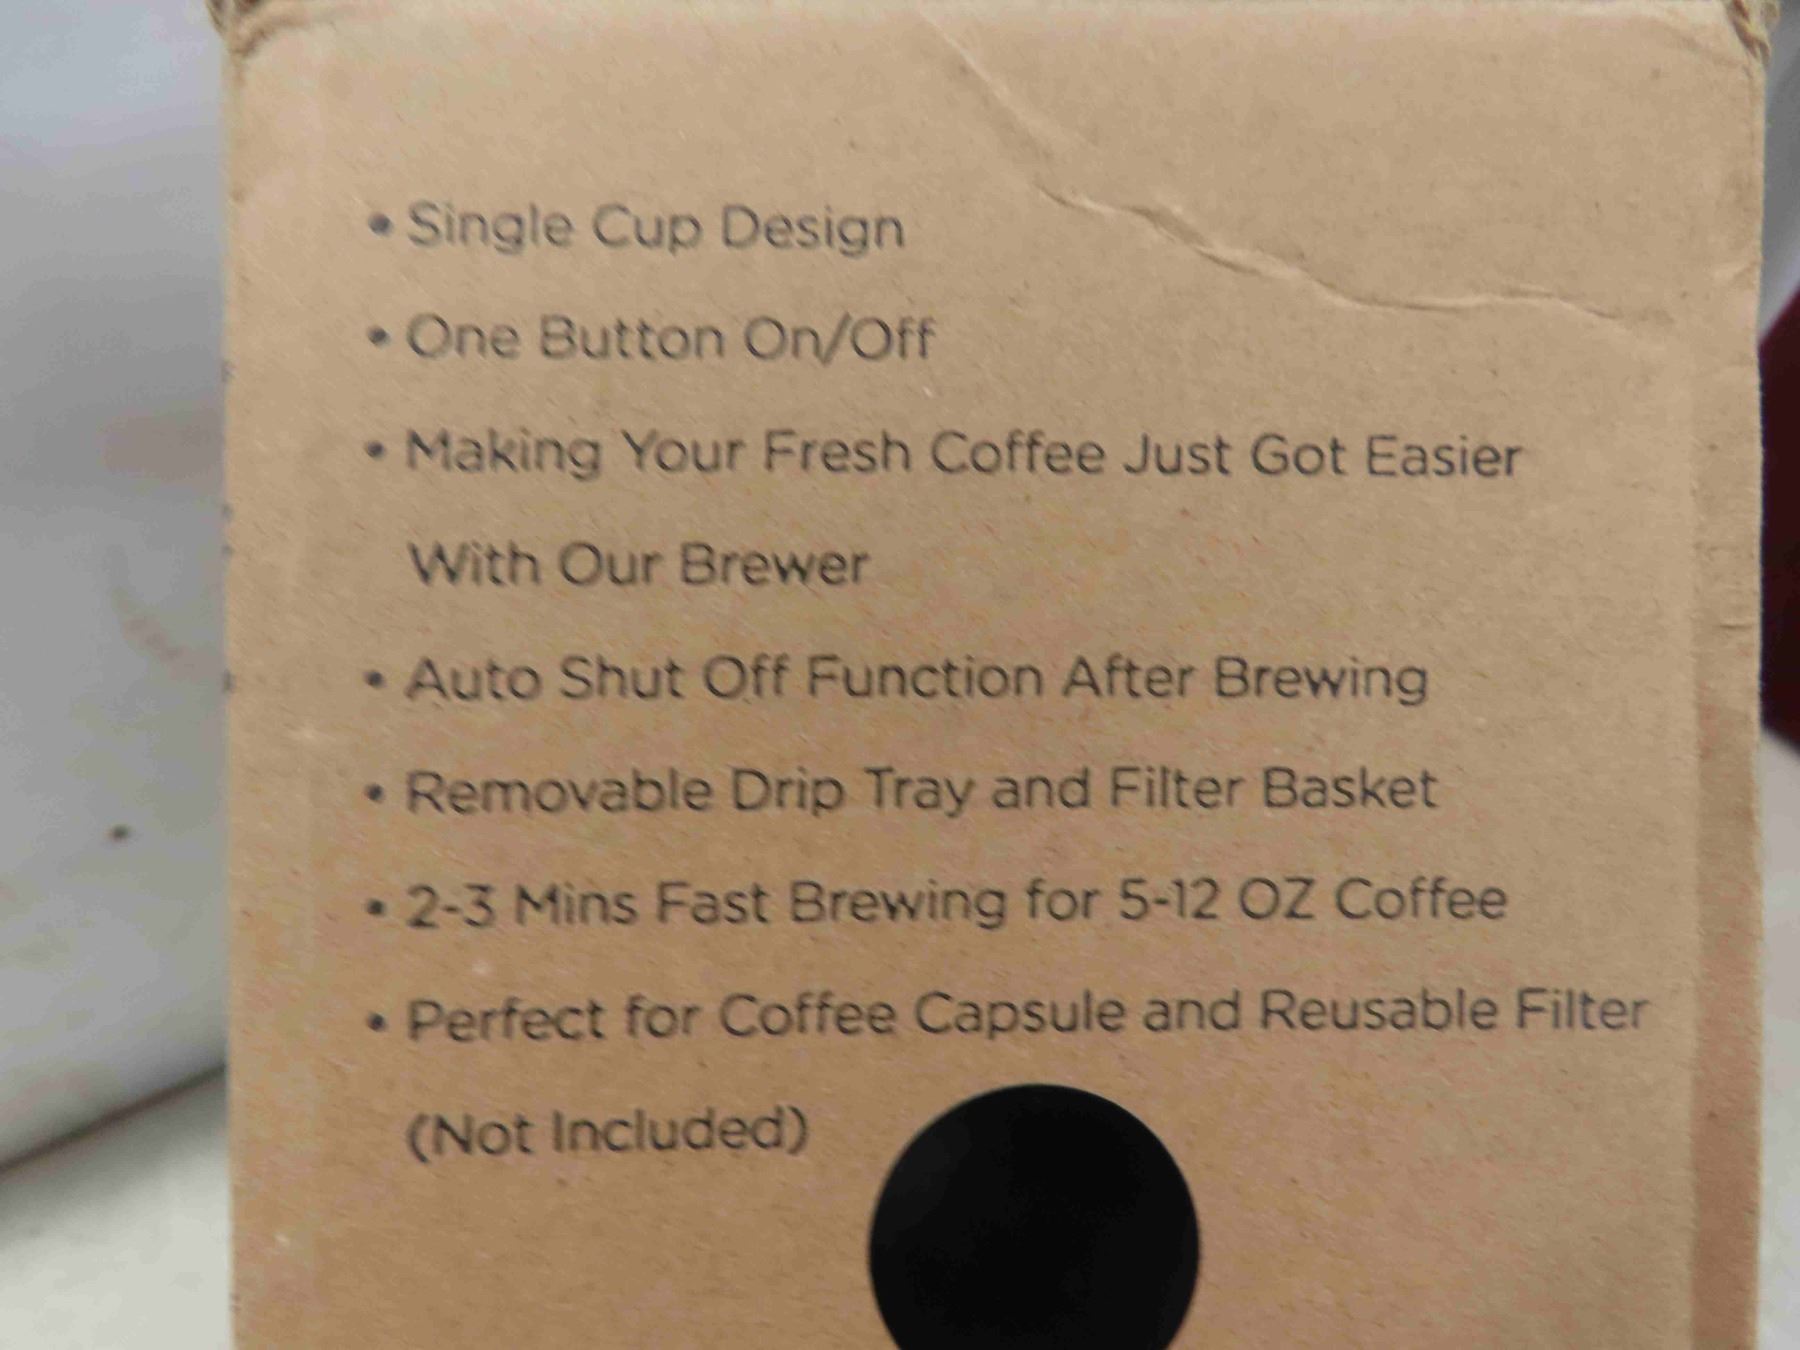 • Single Cup Design
• One Button On/Off
• Making Your Fresh Coffee Just Got Easier
With Our Brewer
• Auto Shut Off Function After Brewing
• Removable Drip Tray and Filter Basket
• 2-3 Mins Fast Brewing for 5-12 OZ Coffee
• Perfect for Coffee Capsule and Reusable Filter
(Not Included)